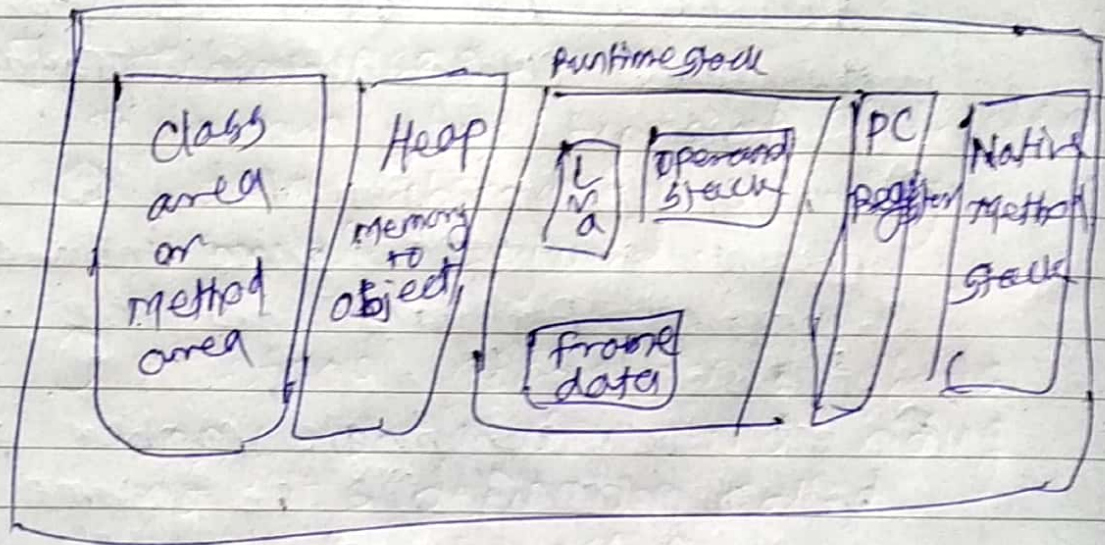 Runtime stack
Class
area
or
method
area
Heap
memory
to
object
L
V
a
operand
stack
frame
data
PC
Register
Native
Method
Stack